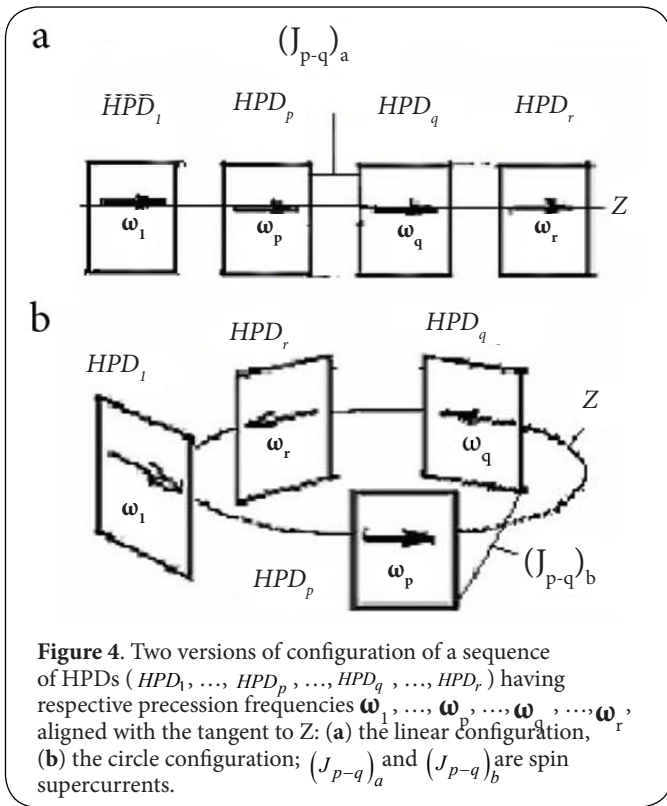 a
(J_{p-q})_a
HPD_1 HPD_p HPD_q HPD_r
Z
ω_1 ω_p ω_q ω_r
b
HPD_r HPD_q
HPD_1
Z
ω_r ω_q
ω_1
(J_{p-q})_b
HPD_p ω_p
Figure 4. Two versions of configuration of a sequence
of HPDs ( HPD_1, ..., HPD_p , ..., HPD_q , ..., HPD_r ) having
respective precession frequencies ω_1 , ..., ω_p , ..., ω_q , ..., ω_r ,
aligned with the tangent to Z: (a) the linear configuration,
(b) the circle configuration; (J_{p-q})_a and (J_{p-q})_b are spin
supercurrents.